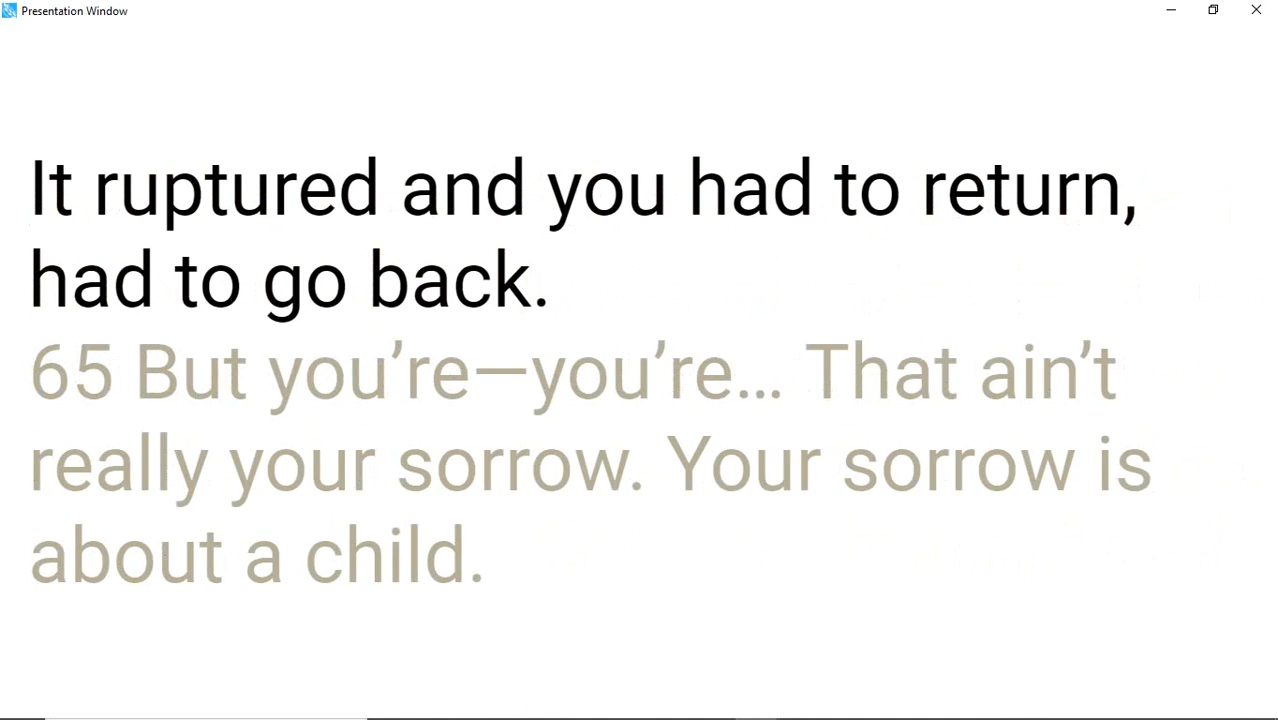 Presentation Window
It ruptured and you had to return,
had to go back.
65 But you’re—you’re… That ain’t
really your sorrow. Your sorrow is
about a child.